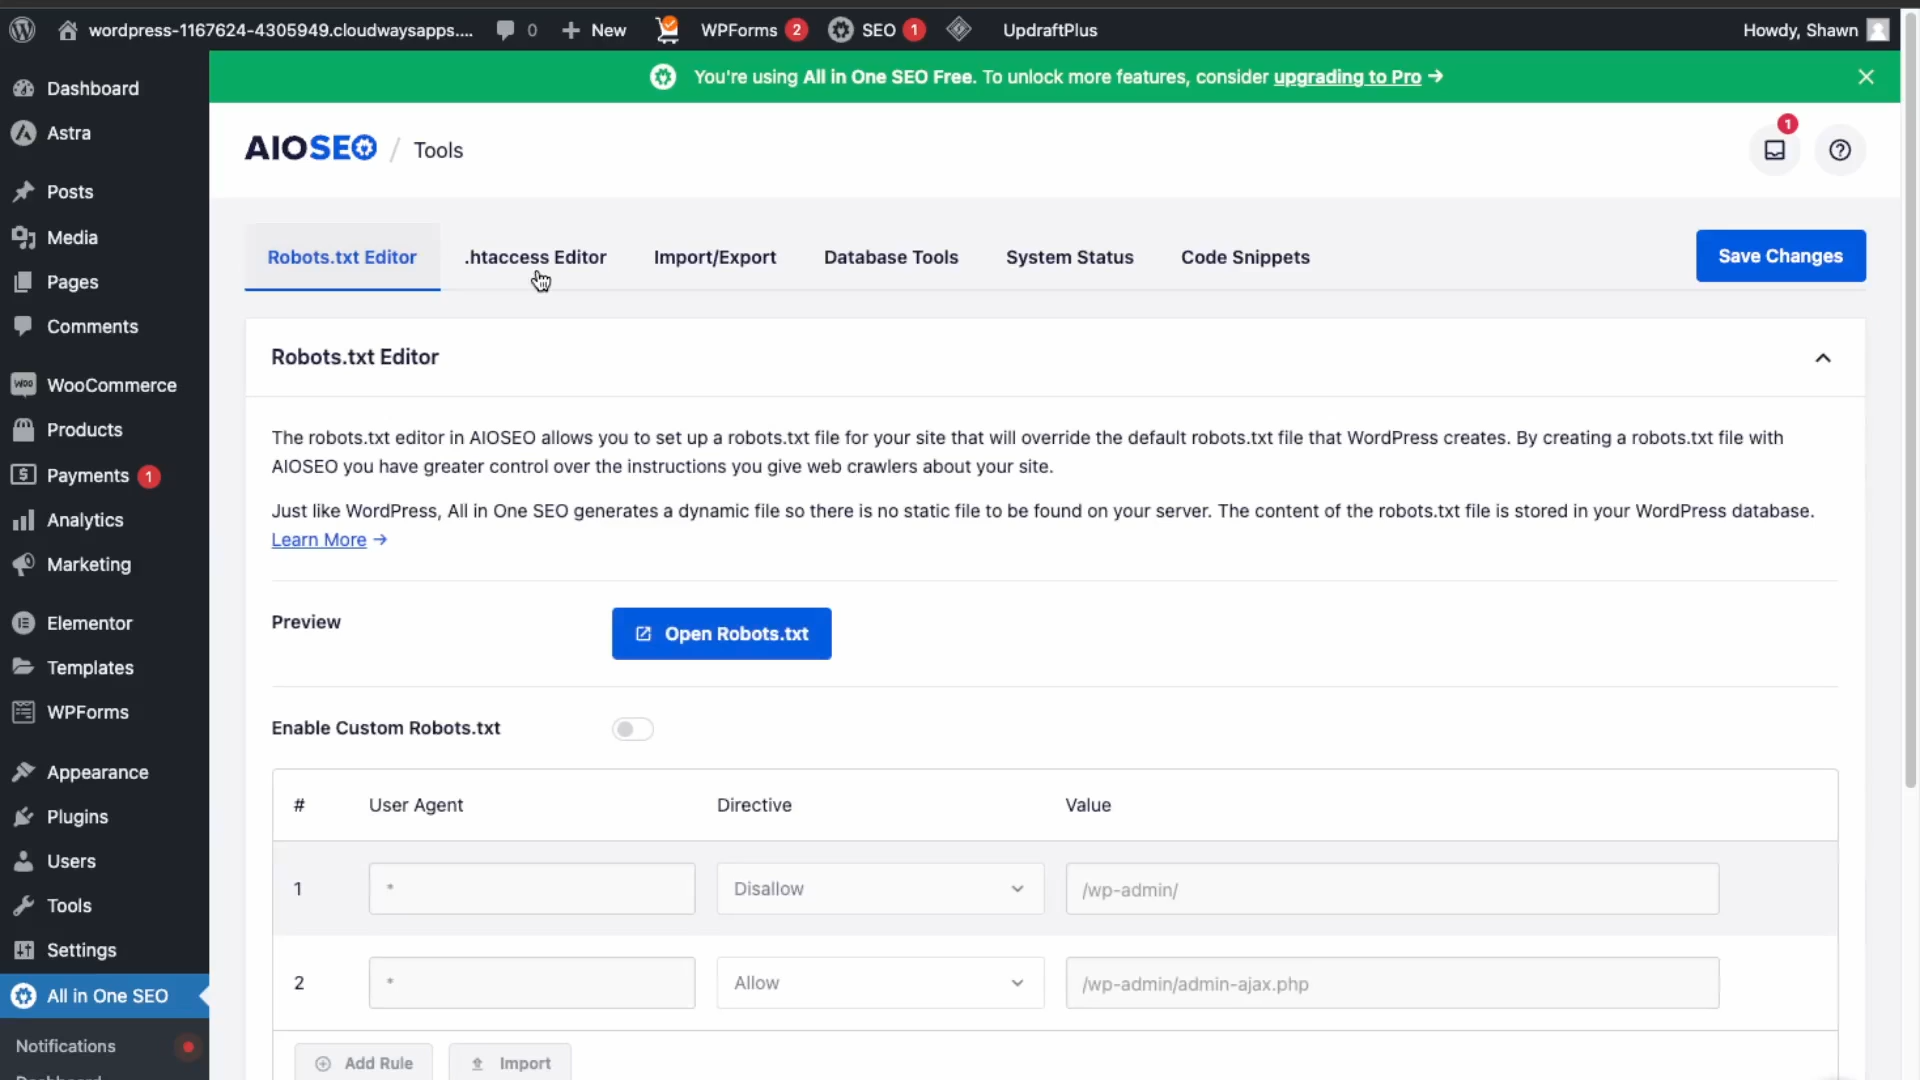 wordpress-1167624-4305949.cloudwaysapps.... 0 New WPForms 2 SEO 1 UpdraftPlus Howdy, Shawn
You're using All in One SEO Free. To unlock more features, consider upgrading to Pro →
Dashboard
Astra
Posts
Media
Pages
Comments
WooCommerce
Products
Payments 1
Analytics
Marketing
Elementor
Templates
WPForms
Appearance
Plugins
Users
Tools
Settings
All in One SEO
Notifications
AIOSEO / Tools
1
Robots.txt Editor .htaccess Editor Import/Export Database Tools System Status Code Snippets Save Changes
Robots.txt Editor
The robots.txt editor in AIOSEO allows you to set up a robots.txt file for your site that will override the default robots.txt file that WordPress creates. By creating a robots.txt file with
AIOSEO you have greater control over the instructions you give web crawlers about your site.
Just like WordPress, All in One SEO generates a dynamic file so there is no static file to be found on your server. The content of the robots.txt file is stored in your WordPress database.
Learn More →
Preview Open Robots.txt
Enable Custom Robots.txt
# User Agent Directive Value
1 * Disallow /wp-admin/
2 * Allow /wp-admin/admin-ajax.php
Add Rule Import